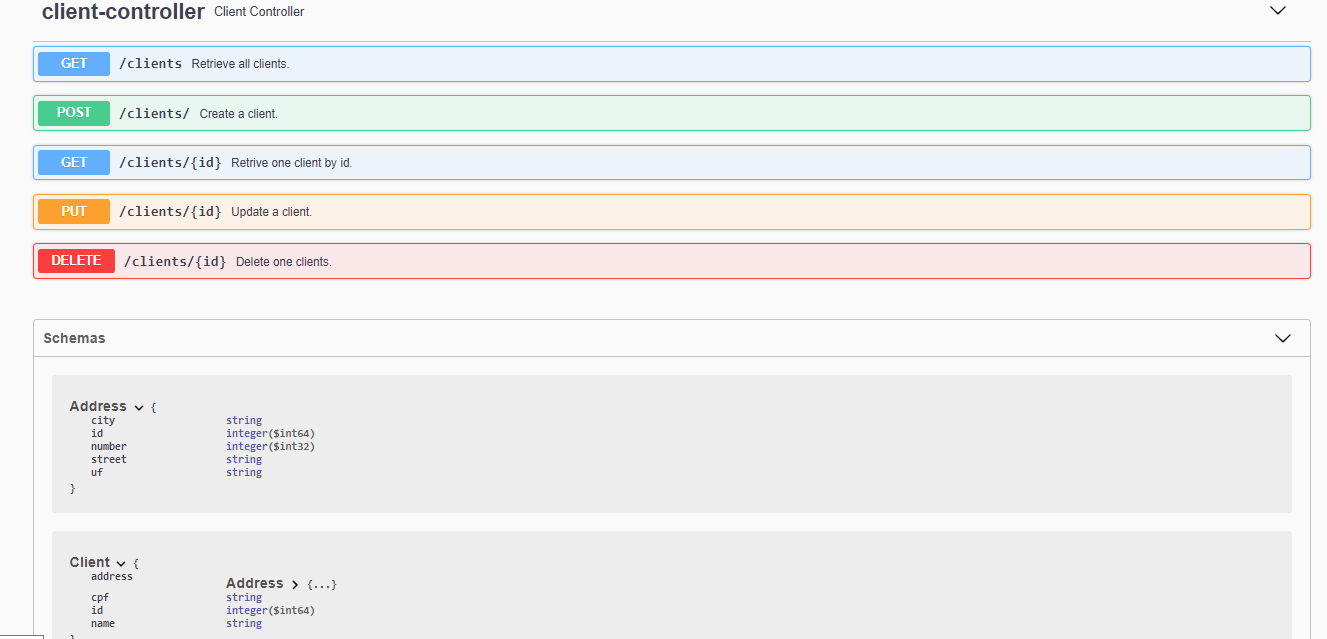 client-controller Client Controller
GET /clients Retrieve all clients.
POST /clients/ Create a client.
GET /clients/{id} Retrive one client by id.
PUT /clients/{id} Update a client.
DELETE /clients/{id} Delete one clients.
Schemas
Address {
city string
id integer($int64)
number integer($int32)
street string
uf string
}
Client {
address Address {...}
cpf string
id integer($int64)
name string
}